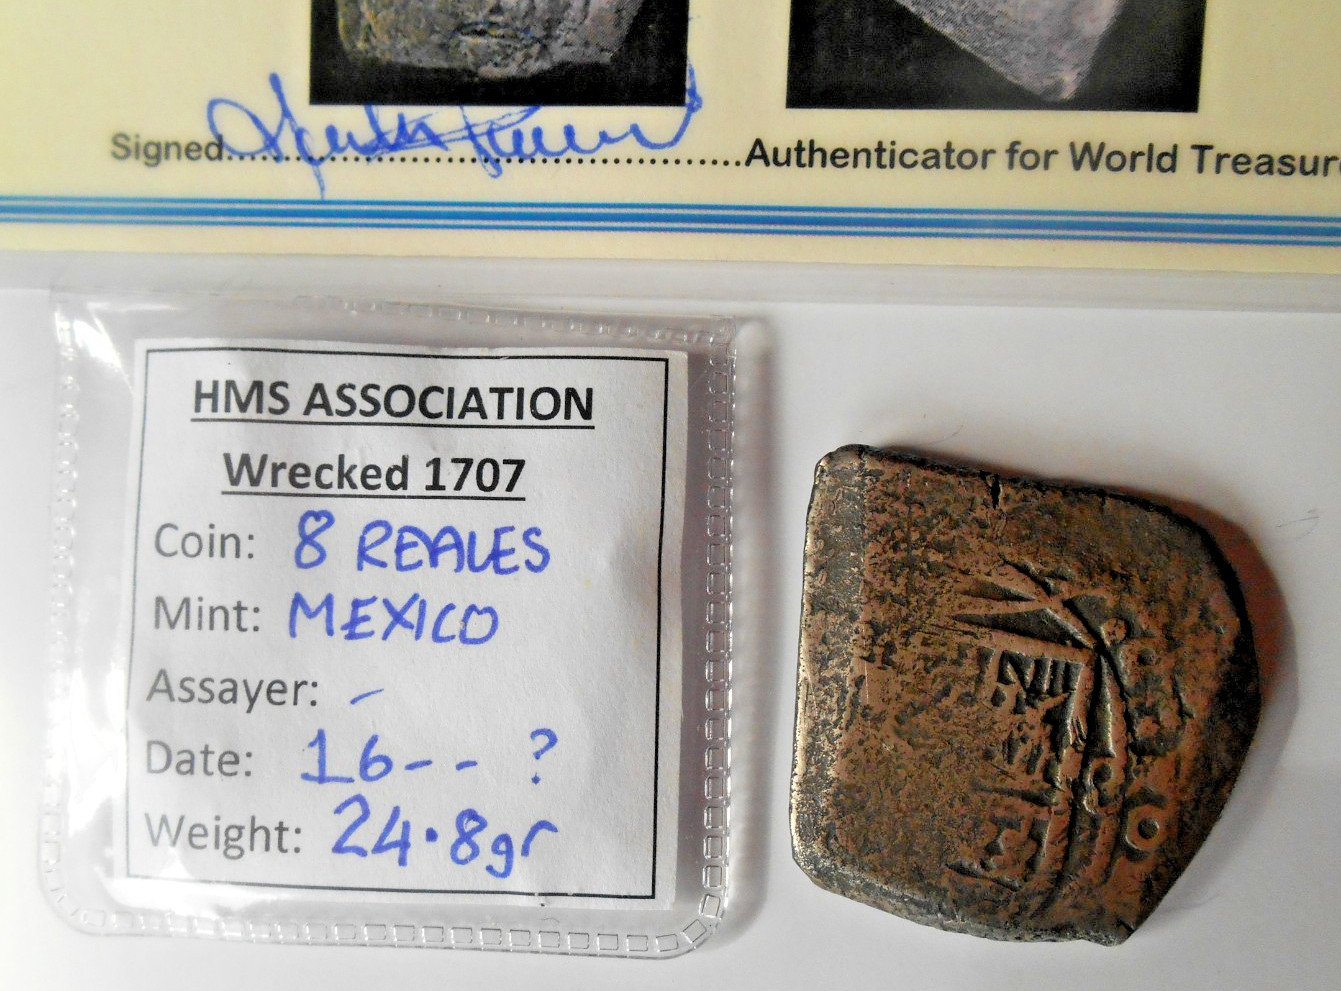 Signed.......................................................Authenticator for World Treasur
HMS ASSOCIATION
Wrecked 1707
Coin: 8 REALES
Mint: MEXICO
Assayer: -
Date: 16-- ?
Weight: 24.8gr